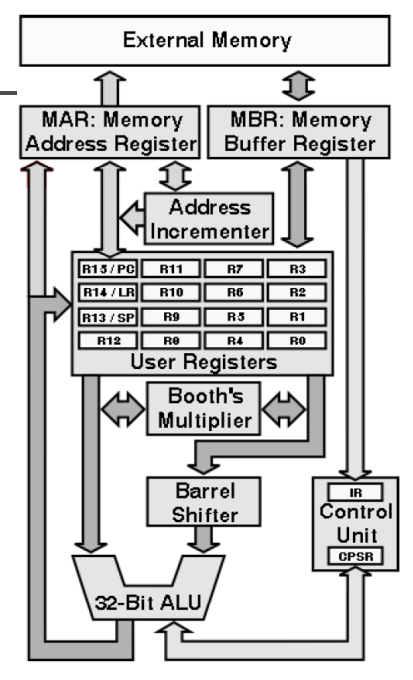 External Memory
MAR: Memory
Address Register
MBR: Memory
Buffer Register
Address
Incrementer
R15 / PC R11 R7 R3
R14 / LR R10 R6 R2
R13 / SP R9 R5 R1
R12 R8 R4 R0
User Registers
Booth's
Multiplier
Barrel
Shifter
IR
Control
Unit
CPSR
32-Bit ALU